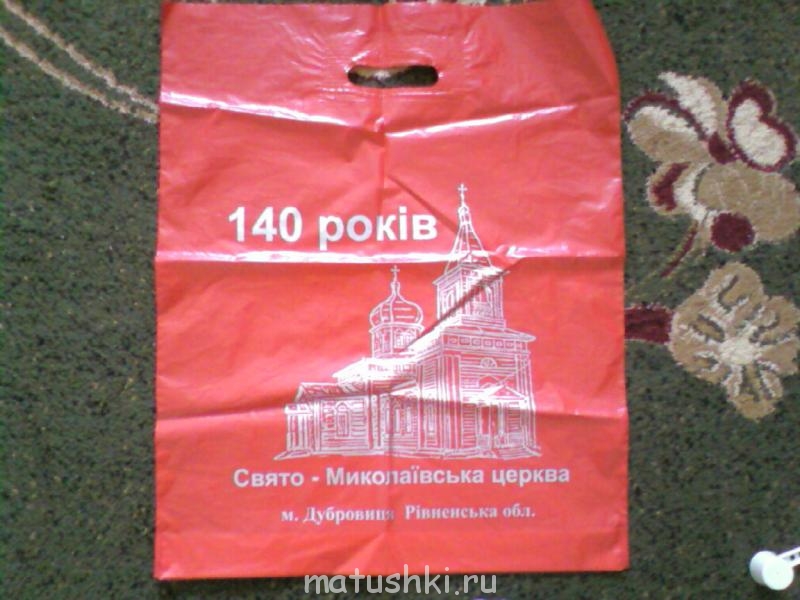 140 років
Свято - Миколаївська церква
м. Дубровиця Рівненська обл.
matushki.ru